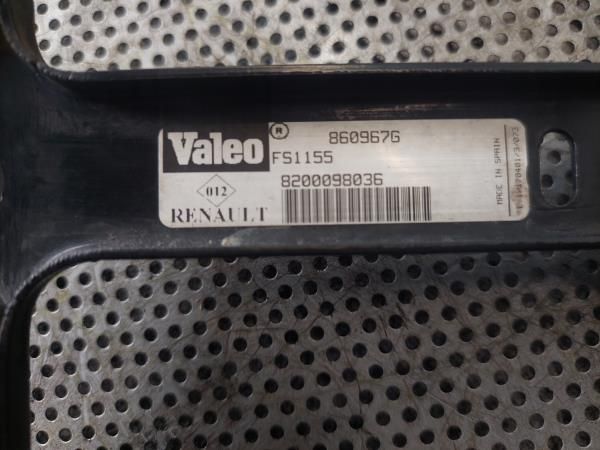 Valeo ® 860967G
FS1155
8200098036
012
RENAULT
MADE IN SPAIN